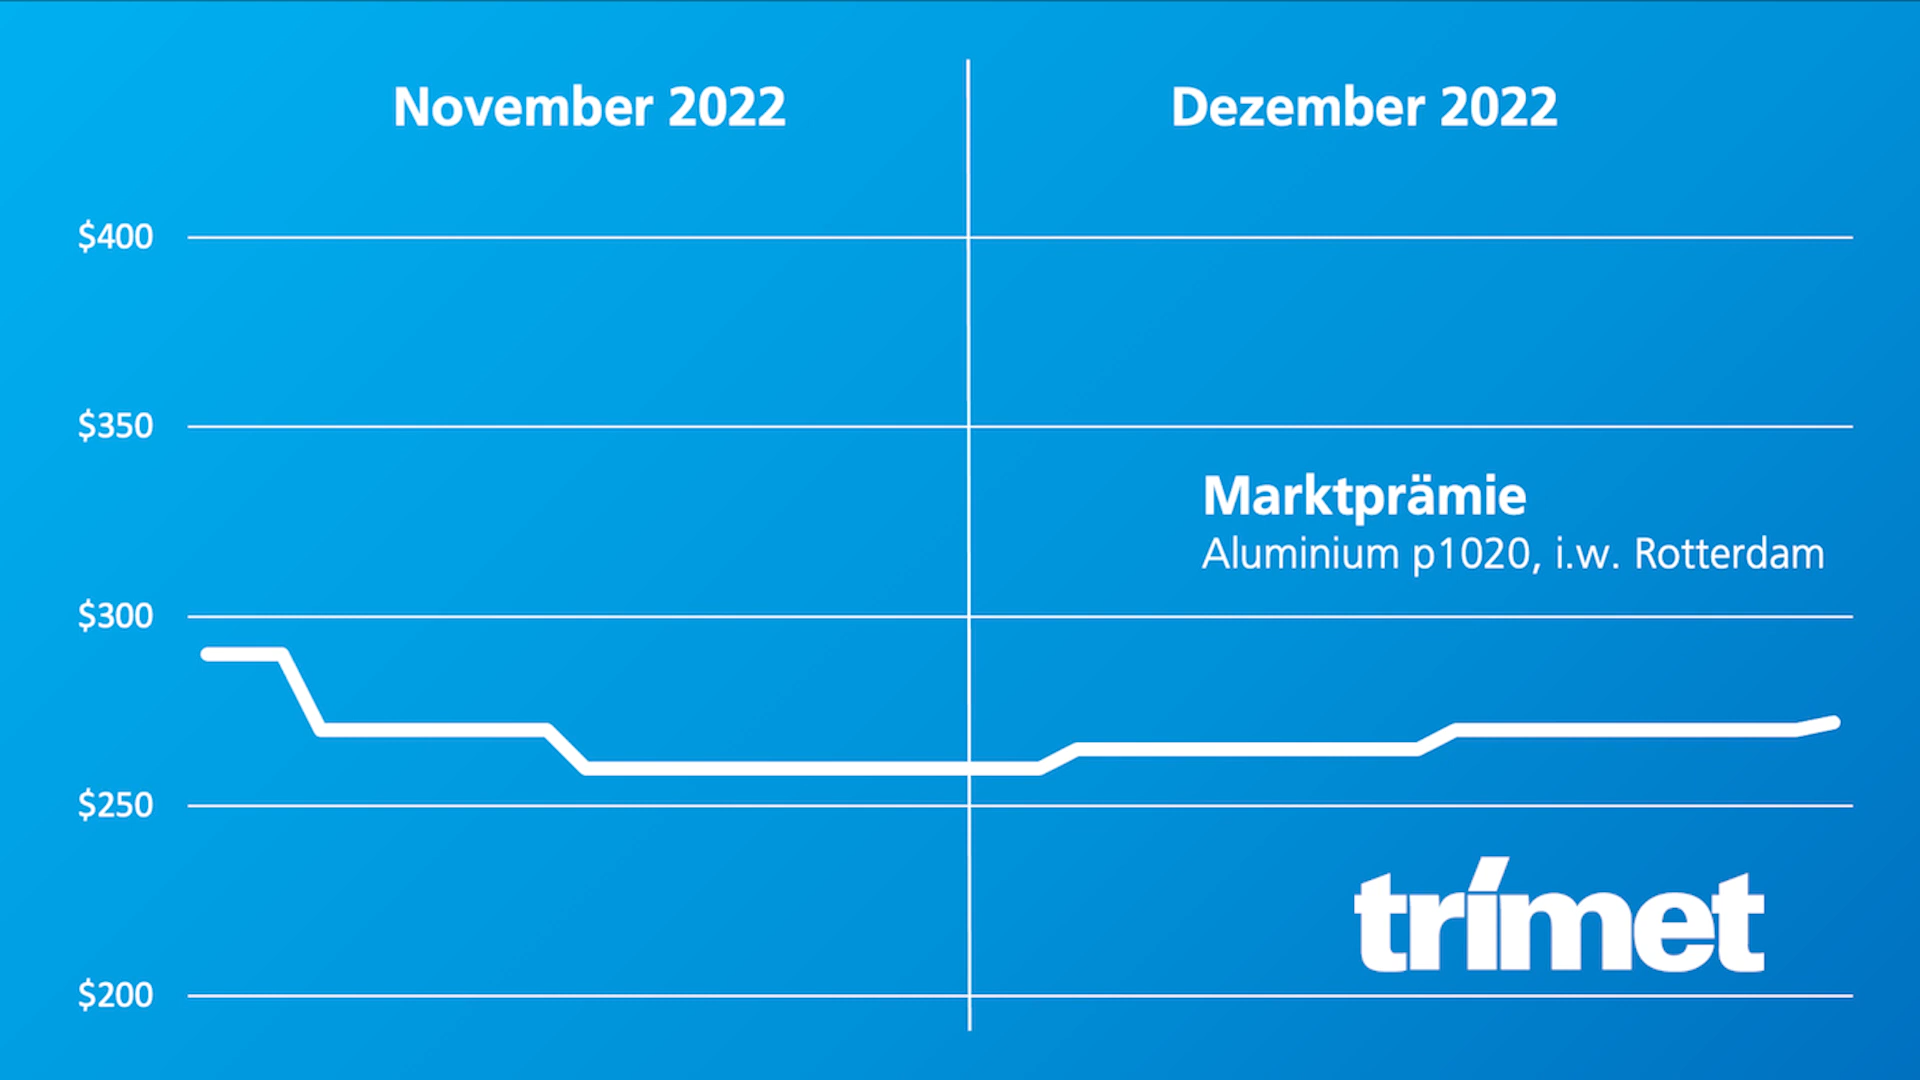 November 2022
Dezember 2022
$400
$350
Marktprämie
Aluminium p1020, i.w. Rotterdam
$300
$250
trimet
$200